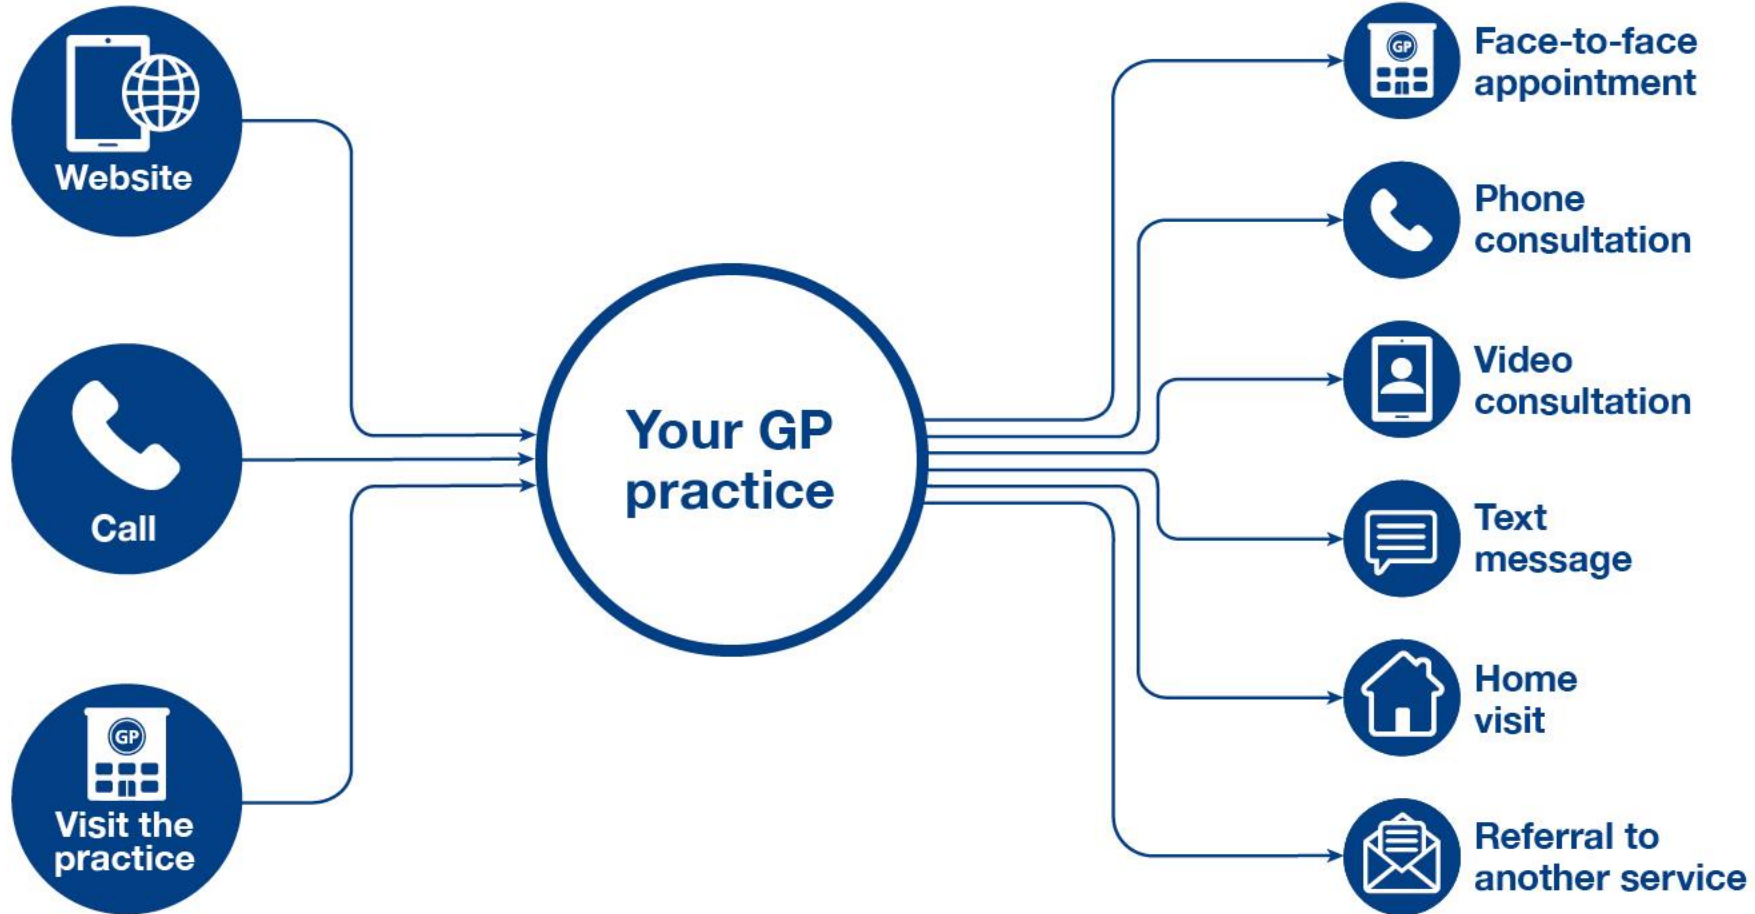 Website
Call
GP
Visit the
practice
Your GP
practice
GP
Face-to-face
appointment
Phone
consultation
Video
consultation
Text
message
Home
visit
Referral to
another service